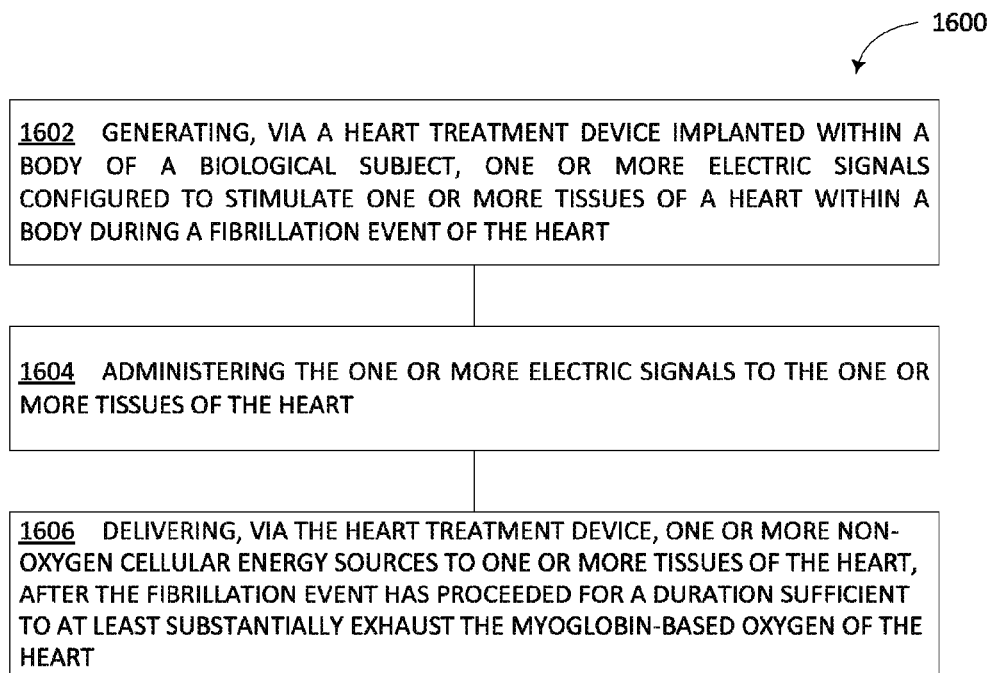 1600
1602 GENERATING, VIA A HEART TREATMENT DEVICE IMPLANTED WITHIN A
BODY OF A BIOLOGICAL SUBJECT, ONE OR MORE ELECTRIC SIGNALS
CONFIGURED TO STIMULATE ONE OR MORE TISSUES OF A HEART WITHIN A
BODY DURING A FIBRILLATION EVENT OF THE HEART
1604 ADMINISTERING THE ONE OR MORE ELECTRIC SIGNALS TO THE ONE OR
MORE TISSUES OF THE HEART
1606 DELIVERING, VIA THE HEART TREATMENT DEVICE, ONE OR MORE NON-
OXYGEN CELLULAR ENERGY SOURCES TO ONE OR MORE TISSUES OF THE HEART,
AFTER THE FIBRILLATION EVENT HAS PROCEEDED FOR A DURATION SUFFICIENT
TO AT LEAST SUBSTANTIALLY EXHAUST THE MYOGLOBIN-BASED OXYGEN OF THE
HEART